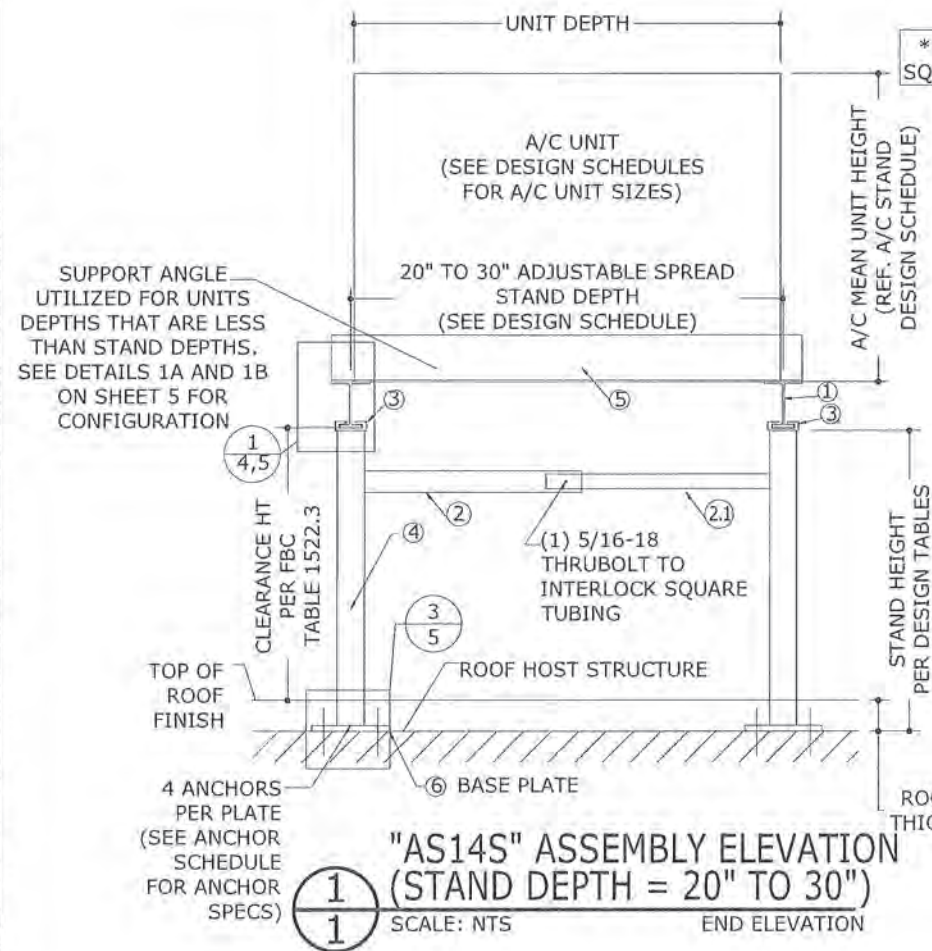 UNIT DEPTH
*
SQ
A/C UNIT
(SEE DESIGN SCHEDULES
FOR A/C UNIT SIZES)
A/C MEAN UNIT HEIGHT
(REF. A/C STAND
DESIGN SCHEDULE)
20" TO 30" ADJUSTABLE SPREAD
STAND DEPTH
(SEE DESIGN SCHEDULE)
SUPPORT ANGLE
UTILIZED FOR UNITS
DEPTHS THAT ARE LESS
THAN STAND DEPTHS.
SEE DETAILS 1A AND 1B
ON SHEET 5 FOR
CONFIGURATION
3
5
1
3
1
4,5
2
2.1
4
(1) 5/16-18
THRUBOLT TO
INTERLOCK SQUARE
TUBING
CLEARANCE HT
PER FBC
TABLE 1522.3
STAND HEIGHT
PER DESIGN TABLES
3
5
TOP OF
ROOF
FINISH
ROOF HOST STRUCTURE
6 BASE PLATE
4 ANCHORS
PER PLATE
(SEE ANCHOR
SCHEDULE
FOR ANCHOR
SPECS)
ROO
THIC
1
1
"AS14S" ASSEMBLY ELEVATION
(STAND DEPTH = 20" TO 30")
SCALE: NTS END ELEVATION